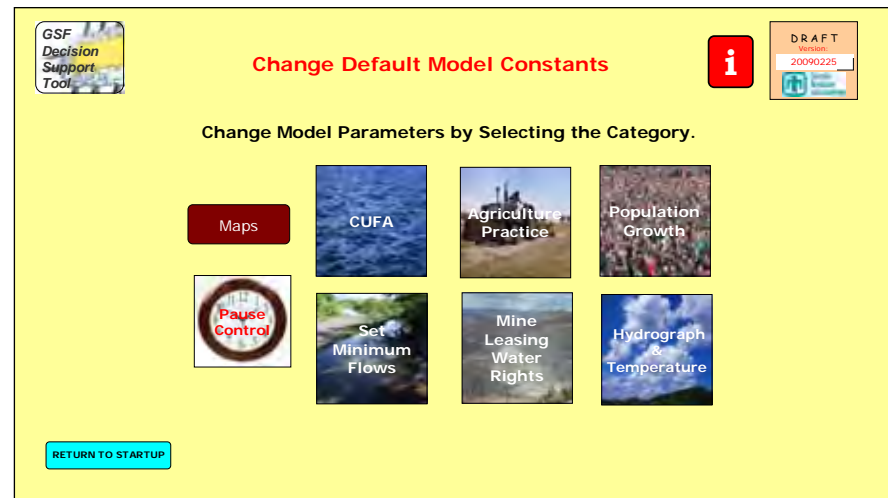 GSF
Decision
Support
Tool
Change Default Model Constants
i
DRAFT
Version:
20090225
Change Model Parameters by Selecting the Category.
Maps
CUFA
Agriculture
Practice
Population
Growth
Pause
Control
Set
Minimum
Flows
Mine
Leasing
Water
Rights
Hydrograph
&
Temperature
RETURN TO STARTUP